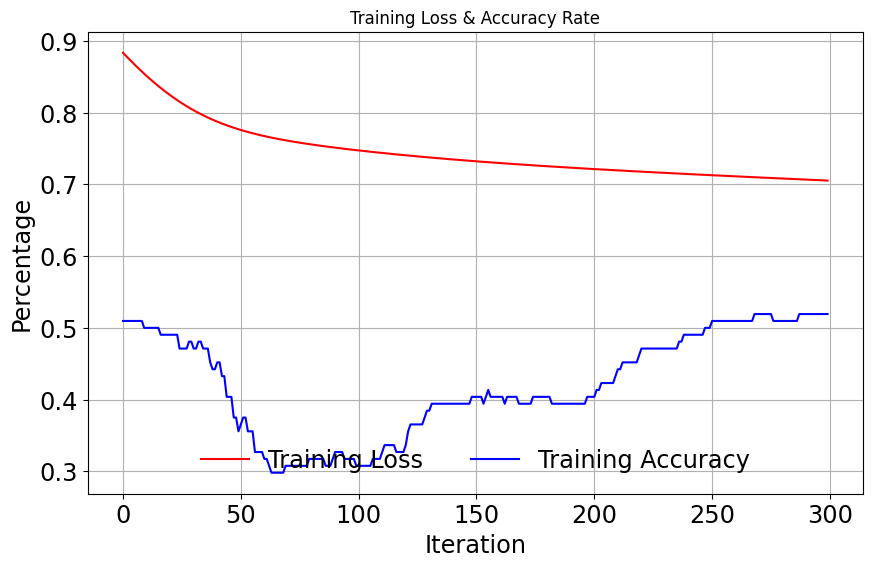 Training Loss & Accuracy Rate
0.9
0.8
0.7
0.6
0.5
0.4
0.3
Percentage
Training Loss
Training Accuracy
0 50 100 150 200 250 300
Iteration